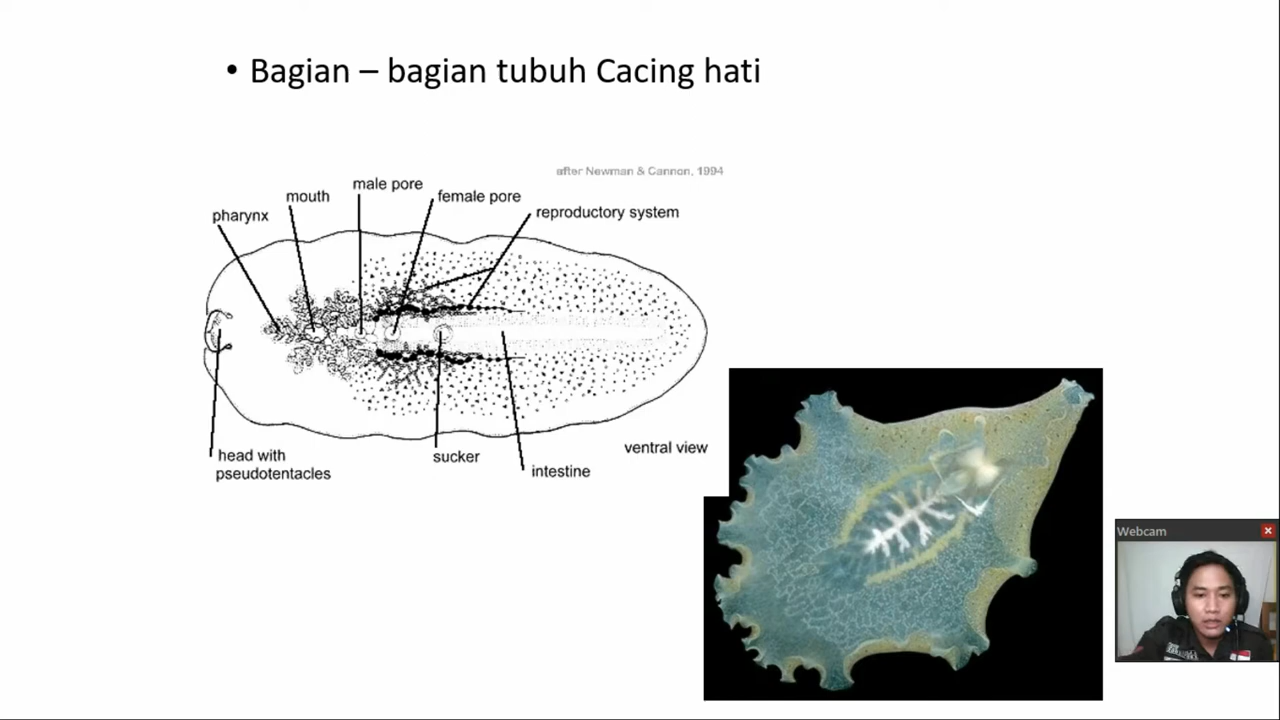 • Bagian – bagian tubuh Cacing hati
after Newman & Cannon, 1994
male pore
mouth
female pore
pharynx
reproductory system
head with
pseudotentacles
sucker
intestine
ventral view
Webcam